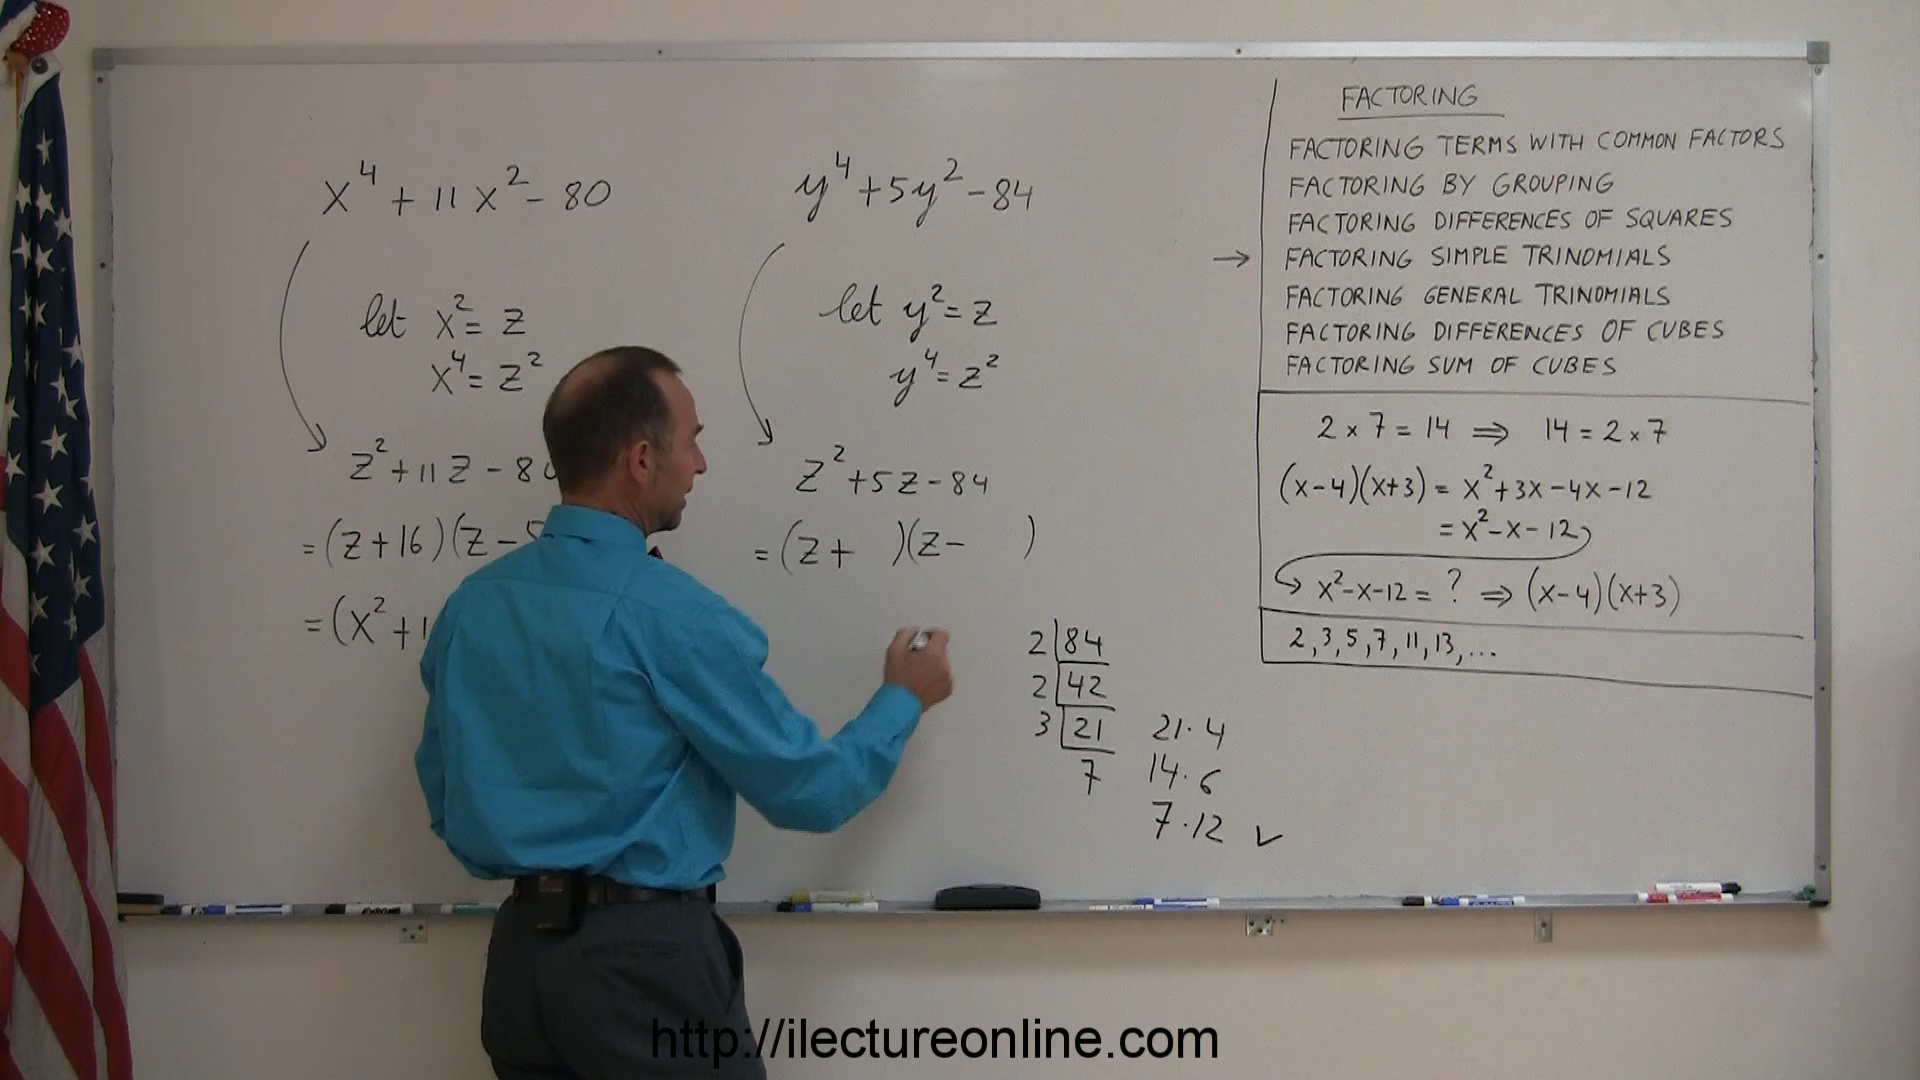 x⁴ + 11x² - 80
let x² = z
x⁴ = z²
z² + 11z - 8
= (z + 16)(z -
= (x² + 1
y⁴ + 5y² - 84
let y² = z
y⁴ = z²
z² + 5z - 84
= (z +   )(z -   )
2 84
2 42
3 21
7
21 · 4
14 · 6
7 · 12 ✓
FACTORING
FACTORING TERMS WITH COMMON FACTORS
FACTORING BY GROUPING
FACTORING DIFFERENCES OF SQUARES
→ FACTORING SIMPLE TRINOMIALS
FACTORING GENERAL TRINOMIALS
FACTORING DIFFERENCES OF CUBES
FACTORING SUM OF CUBES
2 × 7 = 14 ⇒ 14 = 2 × 7
(x-4)(x+3) = x² + 3x - 4x - 12
= x² - x - 12
x² - x - 12 = ? ⇒ (x-4)(x+3)
2, 3, 5, 7, 11, 13, ...
http://ilectureonline.com